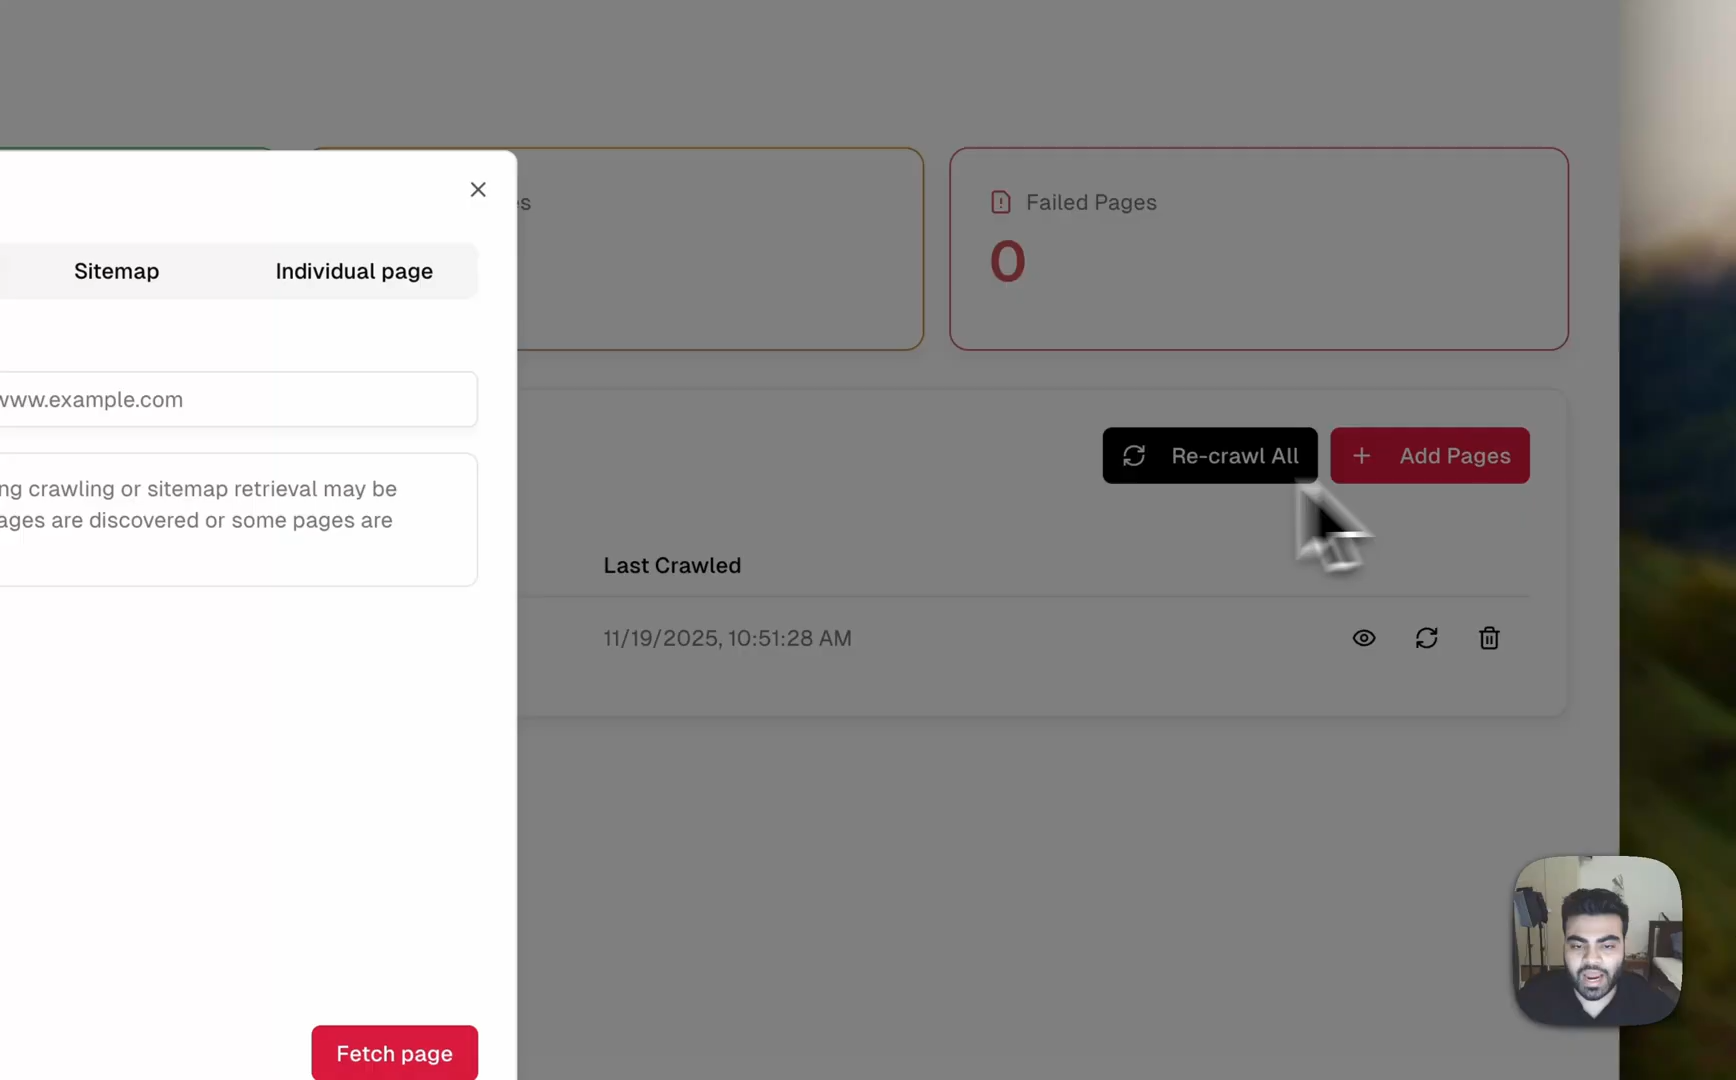 Sitemap
Individual page
www.example.com
ng crawling or sitemap retrieval may be
ages are discovered or some pages are
Fetch page
es
Failed Pages
0
Re-crawl All
Add Pages
Last Crawled
11/19/2025, 10:51:28 AM